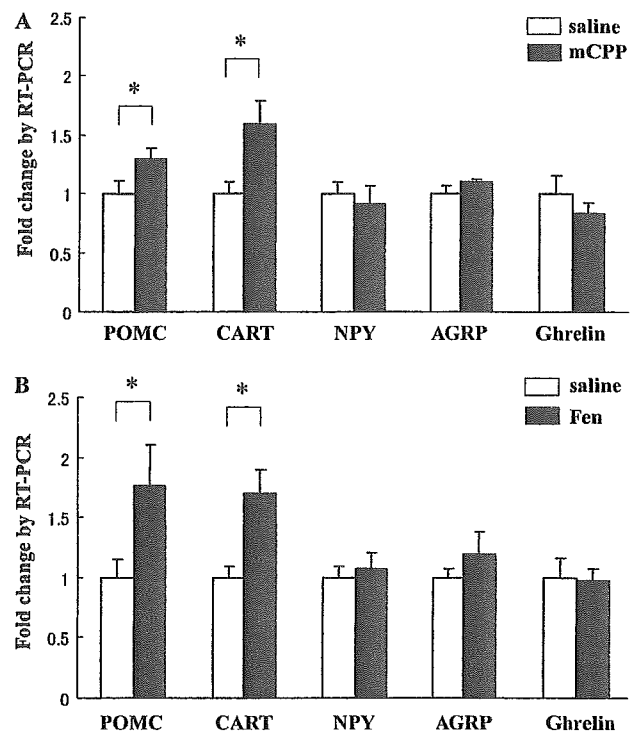 A
saline
mCPP
Fold change by RT-PCR
2.5
2
1.5
1
0.5
0
*
*
POMC CART NPY AGRP Ghrelin
B
saline
Fen
Fold change by RT-PCR
2.5
2
1.5
1
0.5
0
*
*
POMC CART NPY AGRP Ghrelin